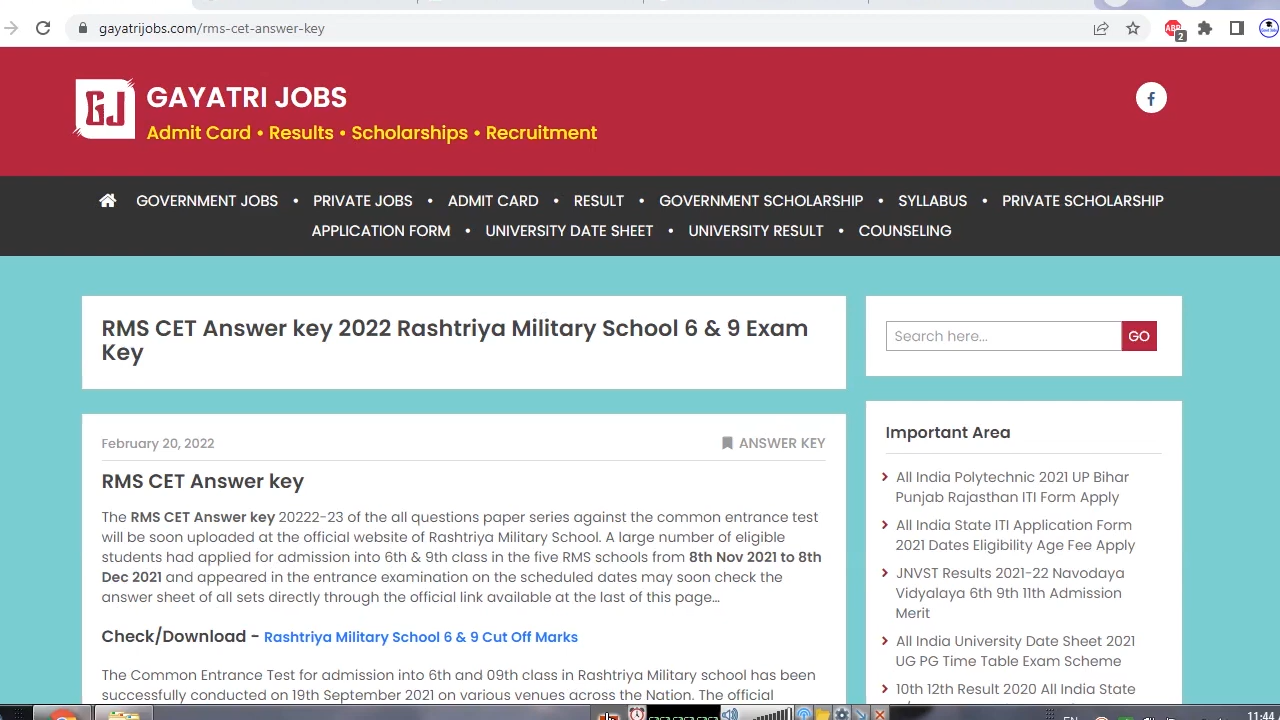 gayatrijobs.com/rms-cet-answer-key
ABP
2
GJ
GAYATRI JOBS
Admit Card • Results • Scholarships • Recruitment
GOVERNMENT JOBS • PRIVATE JOBS • ADMIT CARD • RESULT • GOVERNMENT SCHOLARSHIP • SYLLABUS • PRIVATE SCHOLARSHIP
APPLICATION FORM • UNIVERSITY DATE SHEET • UNIVERSITY RESULT • COUNSELING
RMS CET Answer key 2022 Rashtriya Military School 6 & 9 Exam
Key
February 20, 2022 ANSWER KEY
RMS CET Answer key
The RMS CET Answer key 20222-23 of the all questions paper series against the common entrance test
will be soon uploaded at the official website of Rashtriya Military School. A large number of eligible
students had applied for admission into 6th & 9th class in the five RMS schools from 8th Nov 2021 to 8th
Dec 2021 and appeared in the entrance examination on the scheduled dates may soon check the
answer sheet of all sets directly through the official link available at the last of this page…
Check/Download – Rashtriya Military School 6 & 9 Cut Off Marks
The Common Entrance Test for admission into 6th and 09th class in Rashtriya Military school has been
successfully conducted on 19th September 2021 on various venues across the Nation. The official
Search here...
GO
Important Area
All India Polytechnic 2021 UP Bihar
Punjab Rajasthan ITI Form Apply
All India State ITI Application Form
2021 Dates Eligibility Age Fee Apply
JNVST Results 2021-22 Navodaya
Vidyalaya 6th 9th 11th Admission
Merit
All India University Date Sheet 2021
UG PG Time Table Exam Scheme
10th 12th Result 2020 All India State
EN
11:44